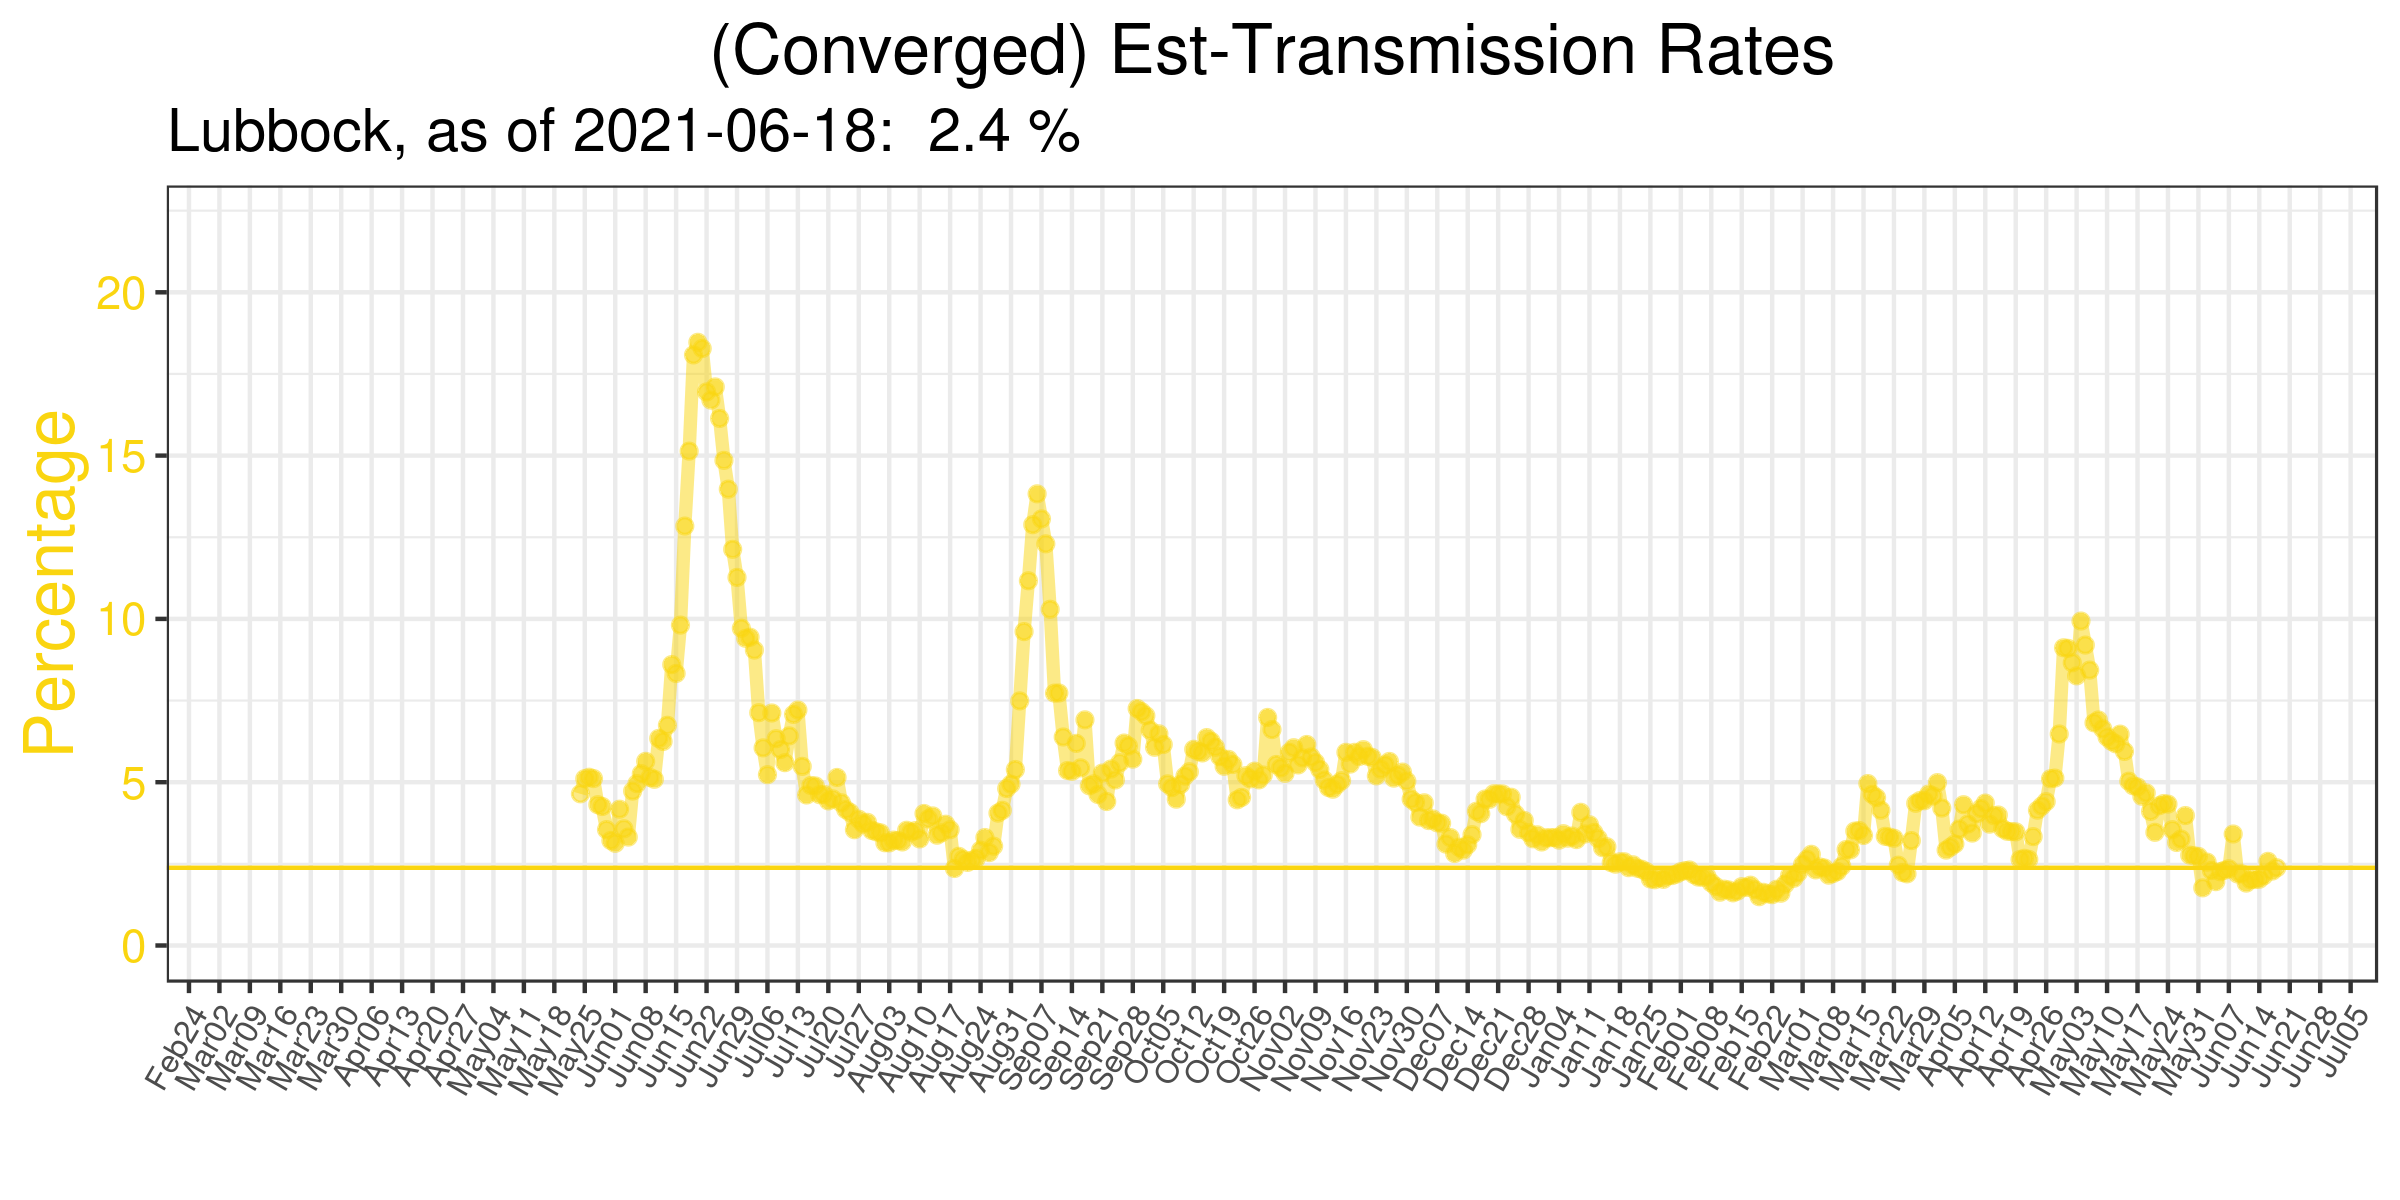 (Converged) Est-Transmission Rates
Lubbock, as of 2021-06-18:  2.4 %
Percentage
20
15
10
5
0
Feb24
Mar02
Mar09
Mar16
Mar23
Mar30
Apr06
Apr13
Apr20
Apr27
May04
May11
May18
May25
Jun01
Jun08
Jun15
Jun22
Jun29
Jul06
Jul13
Jul20
Jul27
Aug03
Aug10
Aug17
Aug24
Aug31
Sep07
Sep14
Sep21
Sep28
Oct05
Oct12
Oct19
Oct26
Nov02
Nov09
Nov16
Nov23
Nov30
Dec07
Dec14
Dec21
Dec28
Jan04
Jan11
Jan18
Jan25
Feb01
Feb08
Feb15
Feb22
Mar01
Mar08
Mar15
Mar22
Mar29
Apr05
Apr12
Apr19
Apr26
May03
May10
May17
May24
May31
Jun07
Jun14
Jun21
Jun28
Jul05